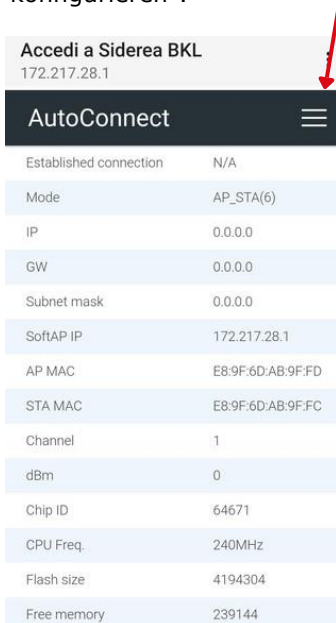 konfigurieren“.
Accedi a Siderea BKL
172.217.28.1
AutoConnect
Established connection N/A
Mode AP_STA(6)
IP 0.0.0.0
GW 0.0.0.0
Subnet mask 0.0.0.0
SoftAP IP 172.217.28.1
AP MAC E8:9F:6D:AB:9F:FD
STA MAC E8:9F:6D:AB:9F:FC
Channel 1
dBm 0
Chip ID 64671
CPU Freq. 240MHz
Flash size 4194304
Free memory 239144